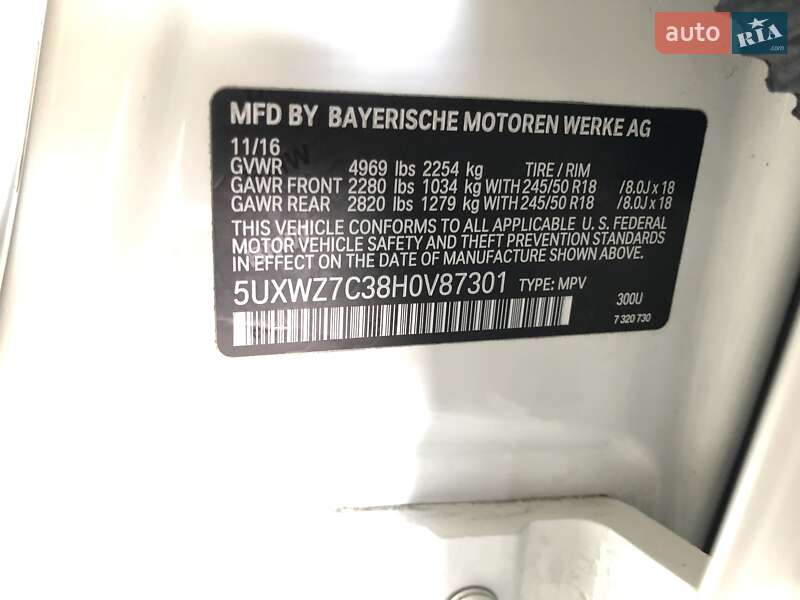 auto RIA.com
MFD BY BAYERISCHE MOTOREN WERKE AG
11/16
GVWR 4969 lbs 2254 kg TIRE / RIM
GAWR FRONT 2280 lbs 1034 kg WITH 245/50 R18 /8.0J x 18
GAWR REAR 2820 lbs 1279 kg WITH 245/50 R18 /8.0J x 18
THIS VEHICLE CONFORMS TO ALL APPLICABLE U. S. FEDERAL
MOTOR VEHICLE SAFETY AND THEFT PREVENTION STANDARDS
IN EFFECT ON THE DATE OF MANUFACTURE SHOWN ABOVE.
5UXWZ7C38H0V87301 TYPE: MPV
300U
7 320 730